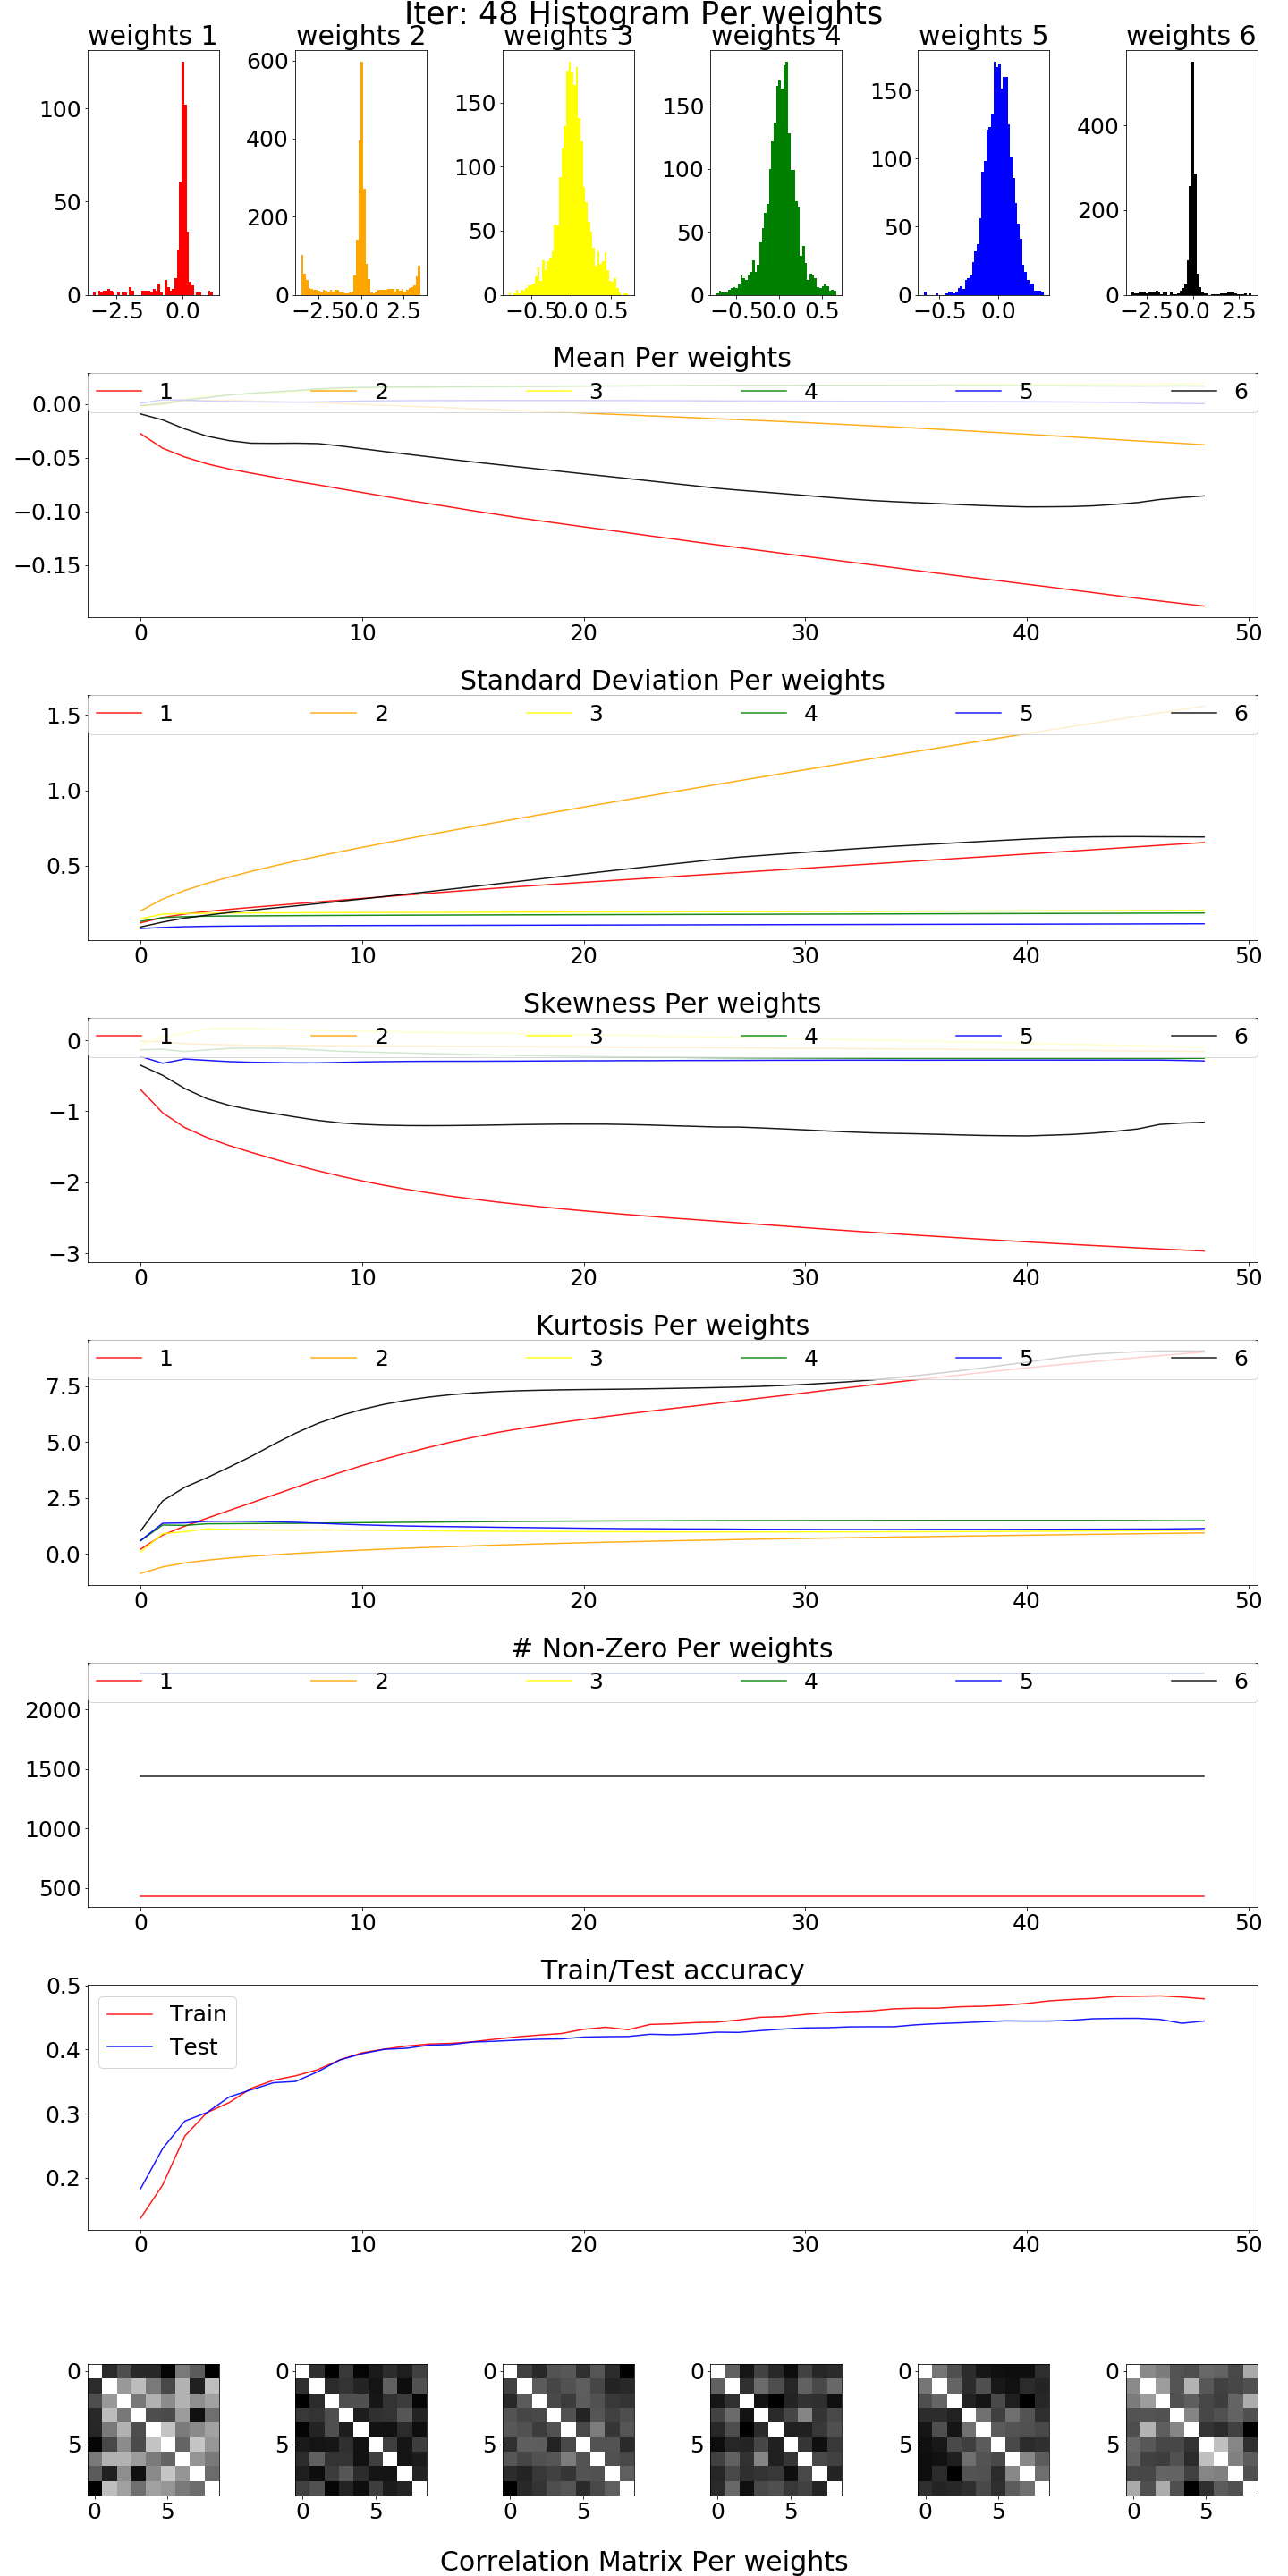 Iter: 48 Histogram Per weights
weights 1 weights 2 weights 3 weights 4 weights 5 weights 6
100
50
0
−2.5 0.0
600
400
200
0
−2.5 0.0 2.5
150
100
50
0
−0.5 0.0 0.5
150
100
50
0
−0.5 0.0 0.5
150
100
50
0
−0.5 0.0
400
200
0
−2.5 0.0 2.5
Mean Per weights
1 2 3 4 5 6
0.00
−0.05
−0.10
−0.15
0 10 20 30 40 50
Standard Deviation Per weights
1 2 3 4 5 6
1.5
1.0
0.5
0 10 20 30 40 50
Skewness Per weights
1 2 3 4 5 6
0
−1
−2
−3
0 10 20 30 40 50
Kurtosis Per weights
1 2 3 4 5 6
7.5
5.0
2.5
0.0
0 10 20 30 40 50
# Non-Zero Per weights
1 2 3 4 5 6
2000
1500
1000
500
0 10 20 30 40 50
Train/Test accuracy
Train
Test
0.5
0.4
0.3
0.2
0 10 20 30 40 50
0 0 0 0 0 0
5 5 5 5 5 5
0 5 0 5 0 5 0 5 0 5 0 5
Correlation Matrix Per weights